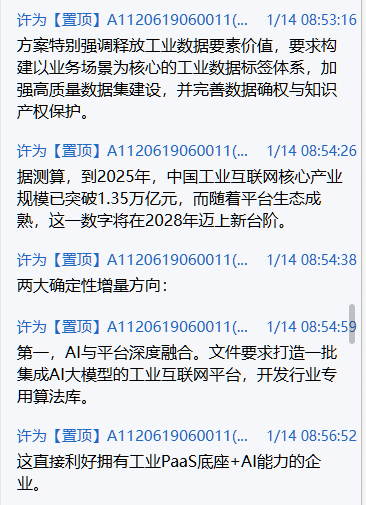 许为【置顶】A1120619060011(... 1/14 08:53:16
方案特别强调释放工业数据要素价值，要求构
建以业务场景为核心的工业数据标签体系，加
强高质量数据集建设，并完善数据确权与知识
产权保护。
许为【置顶】A1120619060011(... 1/14 08:54:26
据测算，到2025年，中国工业互联网核心产业
规模已突破1.35万亿元，而随着平台生态成
熟，这一数字将在2028年迈上新台阶。
许为【置顶】A1120619060011(... 1/14 08:54:38
两大确定性增量方向：
许为【置顶】A1120619060011(... 1/14 08:54:59
第一，AI与平台深度融合。文件要求打造一批
集成AI大模型的工业互联网平台，开发行业专
用算法库。
许为【置顶】A1120619060011(... 1/14 08:56:52
这直接利好拥有工业PaaS底座+AI能力的企
业。